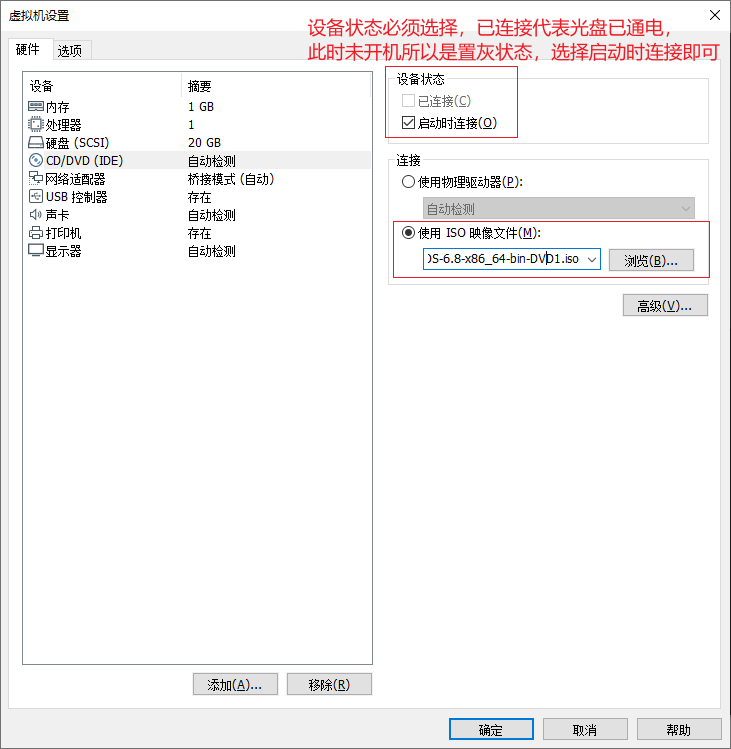 虚拟机设置
设备状态必须选择，已连接代表光盘已通电，
此时未开机所以是置灰状态，选择启动时连接即可
硬件 选项
设备 摘要
内存 1 GB
处理器 1
硬盘 (SCSI) 20 GB
CD/DVD (IDE) 自动检测
网络适配器 桥接模式 (自动)
USB 控制器 存在
声卡 自动检测
打印机 存在
显示器 自动检测
添加(A)... 移除(R)
设备状态
已连接(C)
启动时连接(O)
连接
使用物理驱动器(P):
自动检测
使用 ISO 映像文件(M):
OS-6.8-x86_64-bin-DVD1.iso 浏览(B)...
高级(V)...
确定 取消 帮助